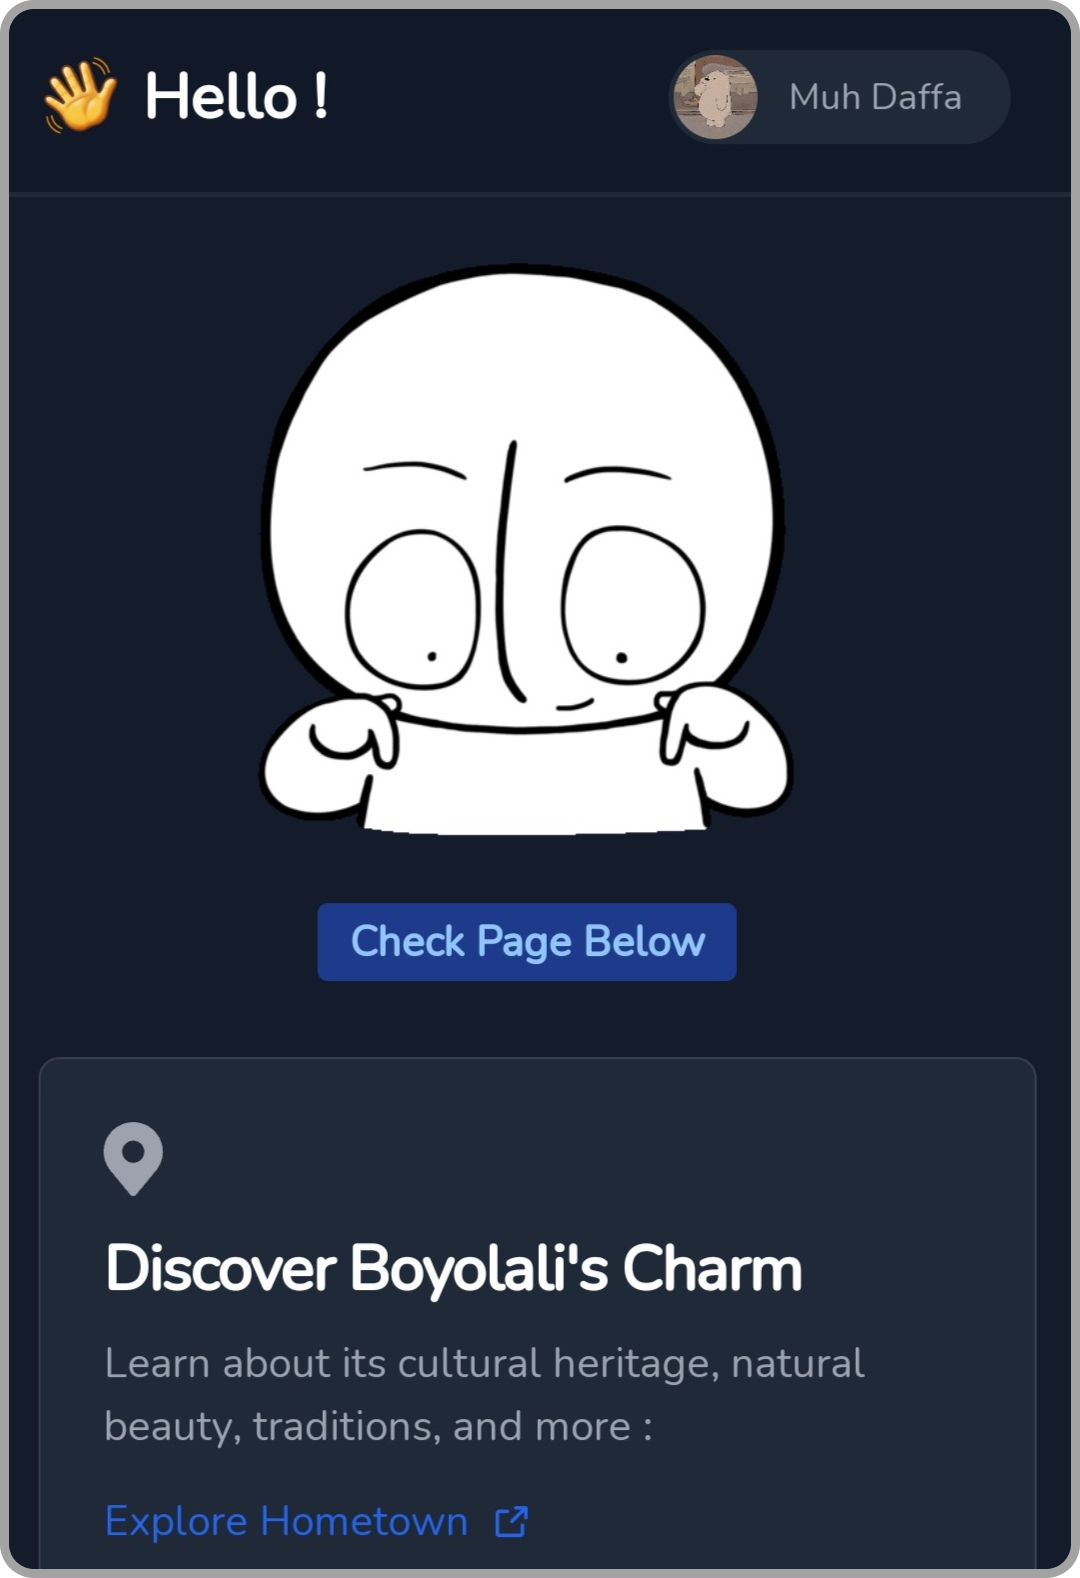 Hello !
Muh Daffa
Check Page Below
Discover Boyolali's Charm
Learn about its cultural heritage, natural
beauty, traditions, and more :
Explore Hometown